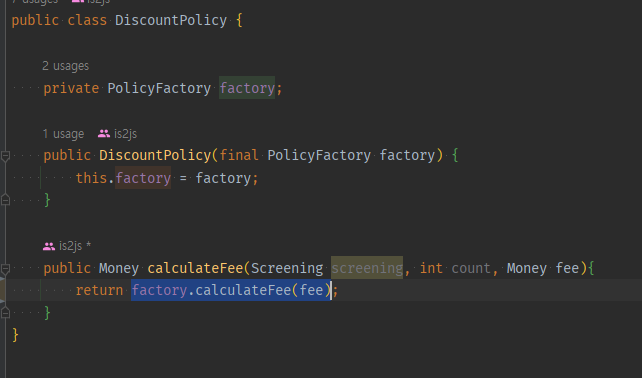 usages is2js
public class DiscountPolicy {
2 usages
private PolicyFactory factory;
1 usage is2js
public DiscountPolicy(final PolicyFactory factory) {
this.factory = factory;
}
is2js *
public Money calculateFee(Screening screening, int count, Money fee){
return factory.calculateFee(fee);
}
}